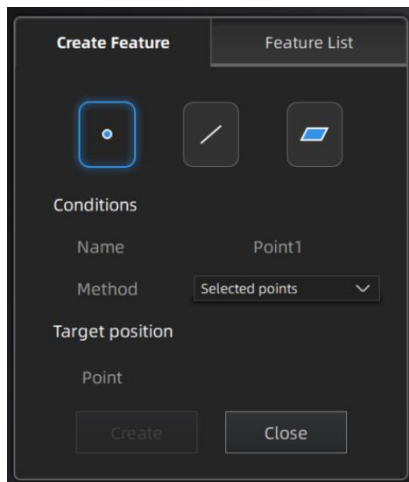 Create Feature Feature List
Conditions
Name Point1
Method Selected points
Target position
Point
Create Close